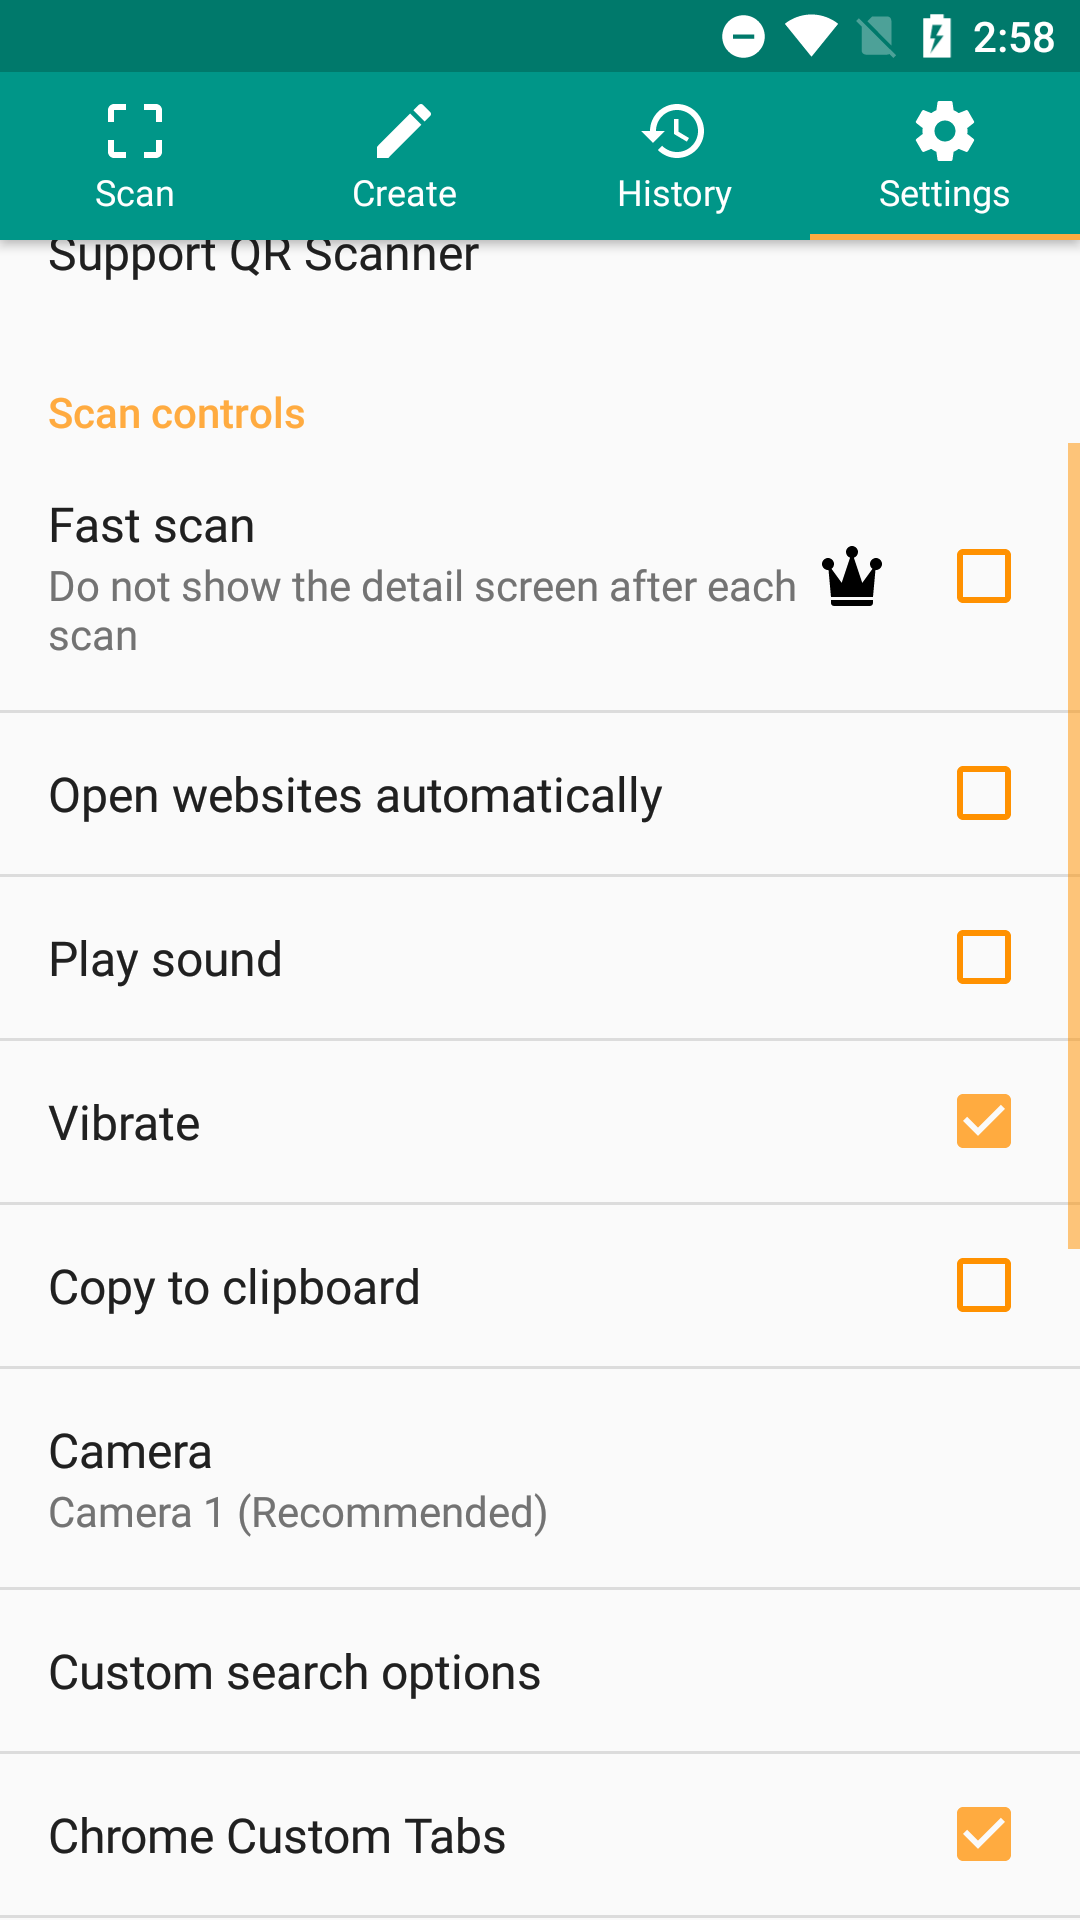 2:58
Scan
Create
History
Settings
Support QR Scanner
Scan controls
Fast scan
Do not show the detail screen after each
scan
Open websites automatically
Play sound
Vibrate
Copy to clipboard
Camera
Camera 1 (Recommended)
Custom search options
Chrome Custom Tabs